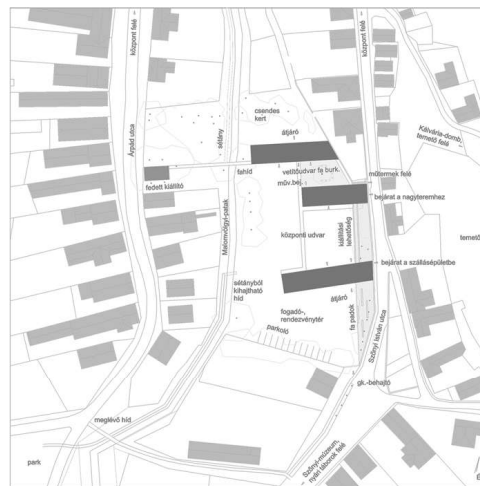 központ felé
központ felé
Árpád utca
csendes
kert
sétány
átjáró
Kálvária-domb,
temető felé
fahíd
vetítőudvar fa burk.
műv.bej.
műtermek felé
fedett kiállító
bejárat a nagyteremhez
Malomvölgyi-patak
központi udvar
kiállítási
lehetőség
temető
bejárat a szállásépületbe
sétányból
kihajtható
híd
átjáró
fogadó-,
rendezvénytér
fa padok
parkoló
Szőnyi István utca
gk.-behajtó
meglévő híd
park
Szőnyi-múzeum,
nyári táborok felé